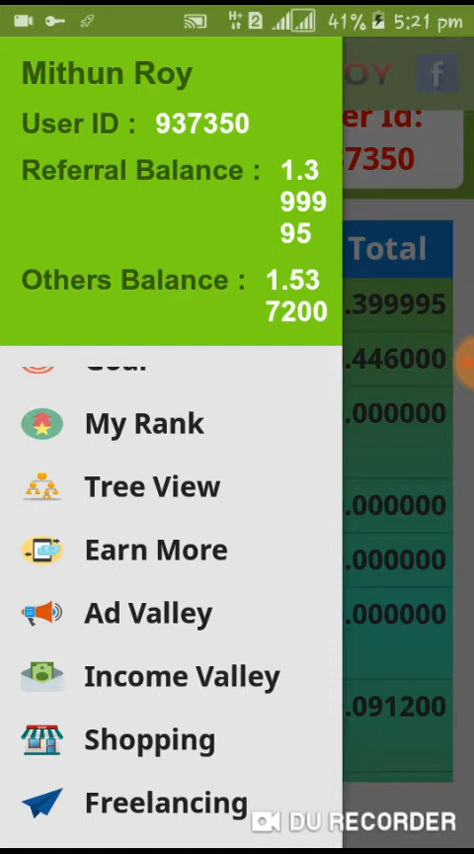 H+ 2 41% 5:21 pm
Mithun Roy
OY f
User ID : 937350
er Id:
7350
Referral Balance : 1.3
999
95
Others Balance : 1.53
7200
Total
.399995
.446000
My Rank
.000000
Tree View
.000000
Earn More
.000000
Ad Valley
.000000
Income Valley
.091200
Shopping
Freelancing
DU RECORDER